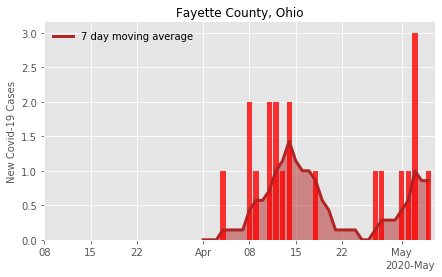 Fayette County, Ohio
7 day moving average
New Covid-19 Cases
3.0
2.5
2.0
1.5
1.0
0.5
0.0
08 15 22 Apr 08 15 22 May
2020-May